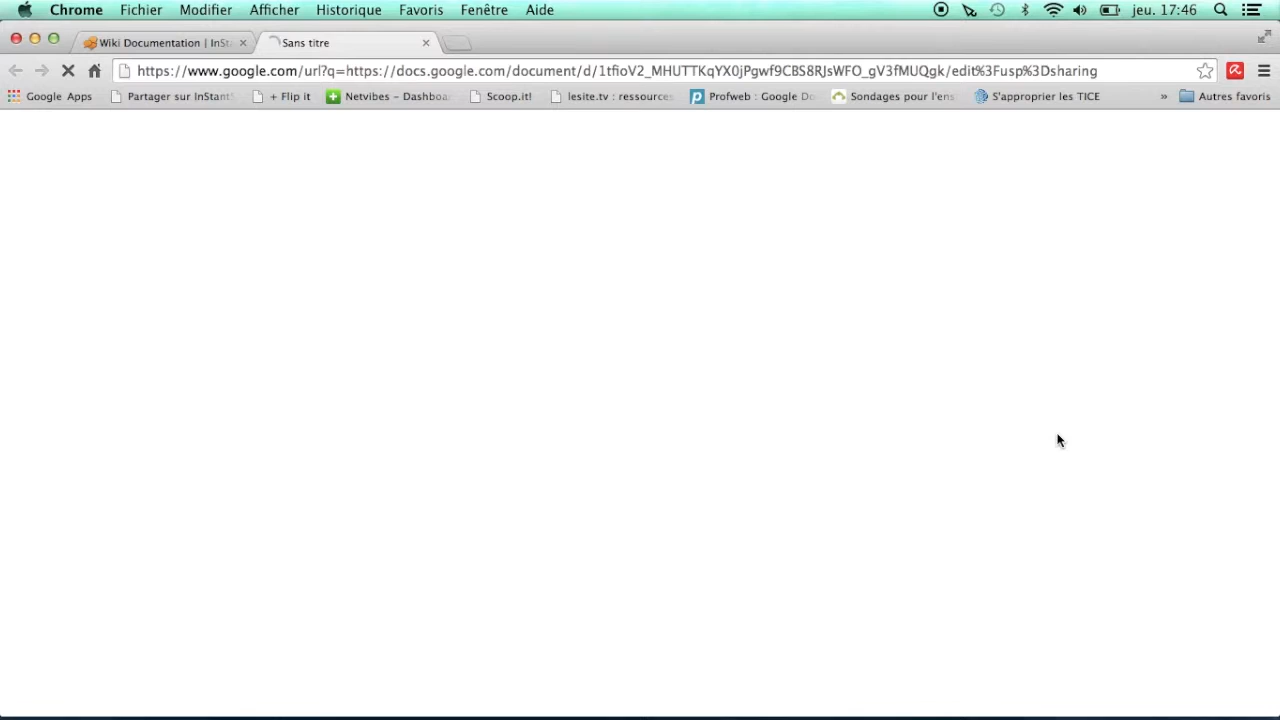 Chrome Fichier Modifier Afficher Historique Favoris Fenêtre Aide jeu. 17:46
Wiki Documentation | InSt Sans titre
https://www.google.com/url?q=https://docs.google.com/document/d/1tfioV2_MHUTTKqYX0jPgwf9CBS8RJsWFO_gV3fMUQgk/edit%3Fusp%3Dsharing
Google Apps Partager sur InStant + Flip it Netvibes – Dashboa Scoop.it! lesite.tv : ressources Profweb : Google Do Sondages pour l'ens S'approprier les TICE » Autres favoris